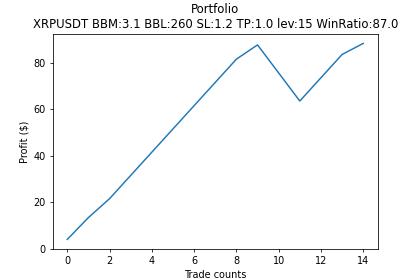 Portfolio
XRPUSDT BBM:3.1 BBL:260 SL:1.2 TP:1.0 lev:15 WinRatio:87.0
80
60
40
20
0
Profit ($)
0 2 4 6 8 10 12 14
Trade counts